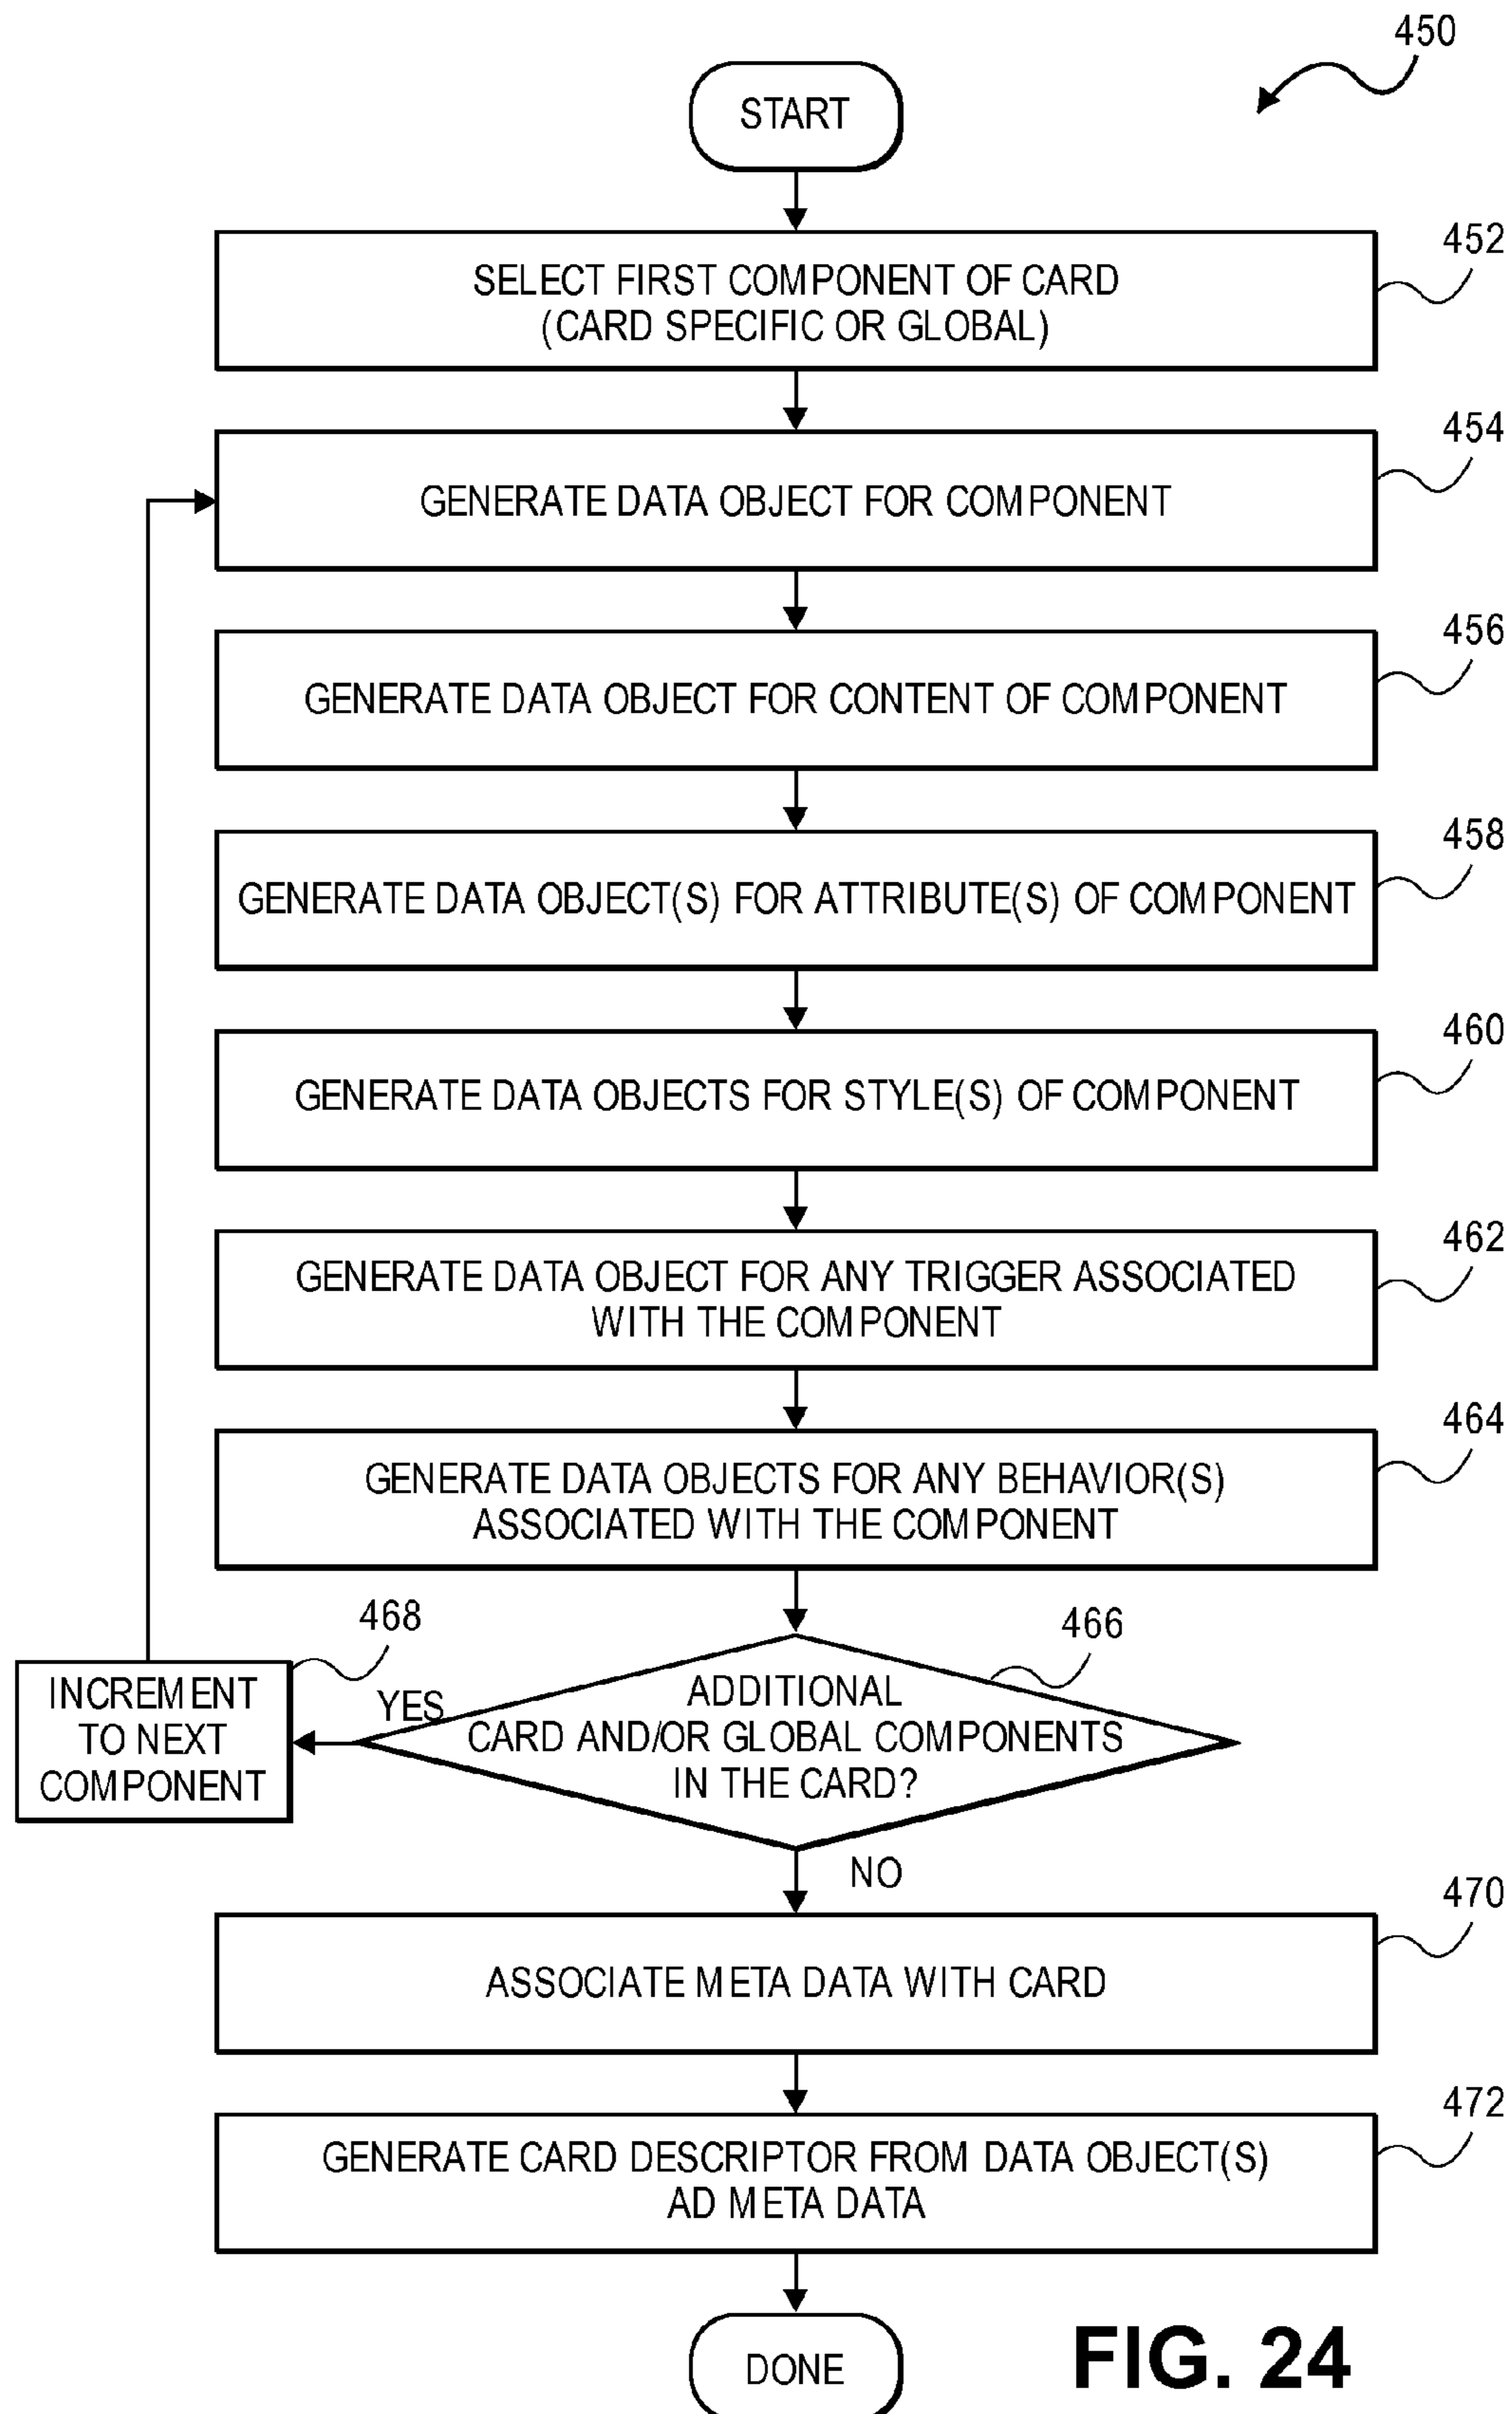 450
START
452
SELECT FIRST COMPONENT OF CARD
(CARD SPECIFIC OR GLOBAL)
454
GENERATE DATA OBJECT FOR COMPONENT
456
GENERATE DATA OBJECT FOR CONTENT OF COMPONENT
458
GENERATE DATA OBJECT(S) FOR ATTRIBUTE(S) OF COMPONENT
460
GENERATE DATA OBJECTS FOR STYLE(S) OF COMPONENT
462
GENERATE DATA OBJECT FOR ANY TRIGGER ASSOCIATED
WITH THE COMPONENT
464
GENERATE DATA OBJECTS FOR ANY BEHAVIOR(S)
ASSOCIATED WITH THE COMPONENT
468
466
INCREMENT
TO NEXT
COMPONENT
YES
ADDITIONAL
CARD AND/OR GLOBAL COMPONENTS
IN THE CARD?
NO
470
ASSOCIATE META DATA WITH CARD
472
GENERATE CARD DESCRIPTOR FROM DATA OBJECT(S)
AD META DATA
DONE
FIG. 24